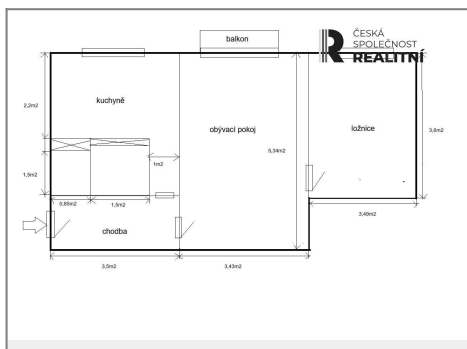 ČESKÁ
SPOLEČNOST
REALITNÍ
balkon
kuchyně
obývací pokoj
ložnice
2,2m2
1m2
5,34m2
3,6m2
1,5m2
0,85m2
1,5m2
3,49m2
chodba
3,5m2
3,43m2